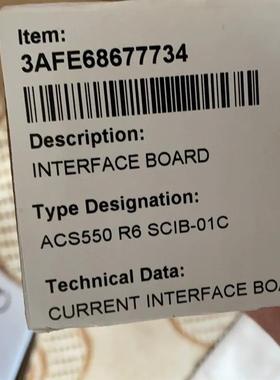 Item:
3AFE68677734
Description:
INTERFACE BOARD
Type Designation:
ACS550 R6 SCIB-01C
Technical Data:
CURRENT INTERFACE BOA